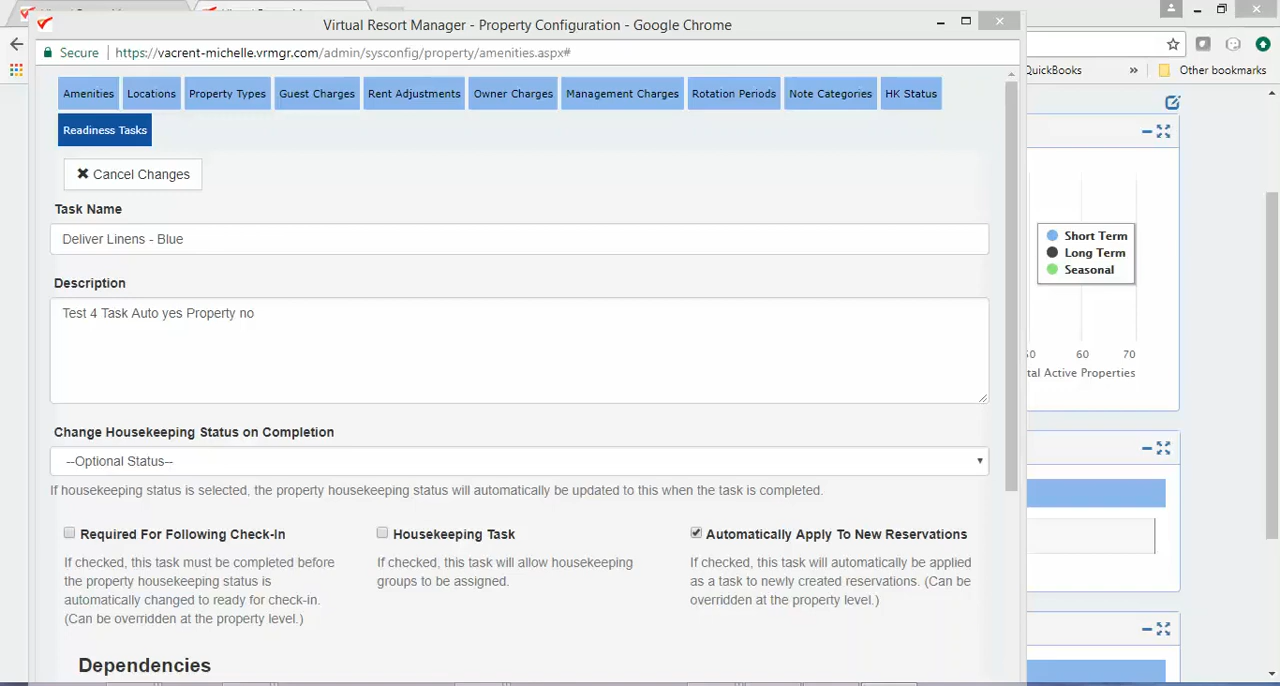 Virtual Resort Manager - Property Configuration - Google Chrome
Secure https://vacrent-michelle.vrmgr.com/admin/sysconfig/property/amenities.aspx#
QuickBooks » Other bookmarks
Amenities Locations Property Types Guest Charges Rent Adjustments Owner Charges Management Charges Rotation Periods Note Categories HK Status
Readiness Tasks
✖ Cancel Changes
Task Name
Deliver Linens - Blue
Description
Test 4 Task Auto yes Property no
Change Housekeeping Status on Completion
--Optional Status--
If housekeeping status is selected, the property housekeeping status will automatically be updated to this when the task is completed.
Required For Following Check-In
If checked, this task must be completed before
the property housekeeping status is
automatically changed to ready for check-in.
(Can be overridden at the property level.)
Housekeeping Task
If checked, this task will allow housekeeping
groups to be assigned.
Automatically Apply To New Reservations
If checked, this task will automatically be applied
as a task to newly created reservations. (Can be
overridden at the property level.)
Dependencies
Short Term
Long Term
Seasonal
60 70
tal Active Properties